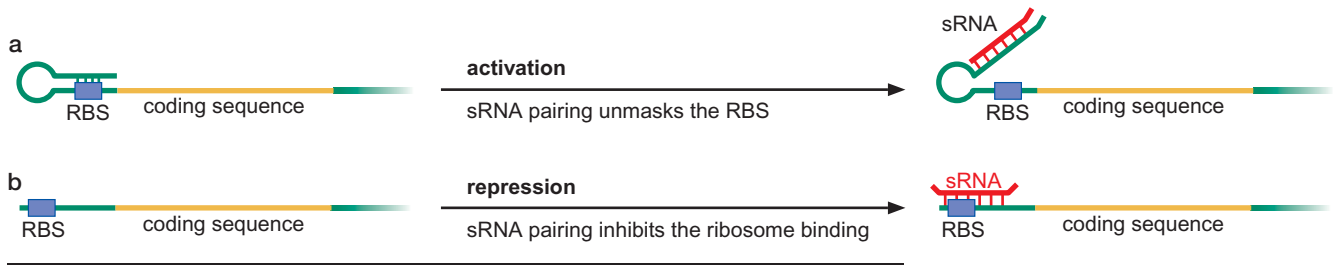 a
RBS
coding sequence
activation
sRNA pairing unmasks the RBS
sRNA
RBS
coding sequence
b
RBS
coding sequence
repression
sRNA pairing inhibits the ribosome binding
sRNA
RBS
coding sequence